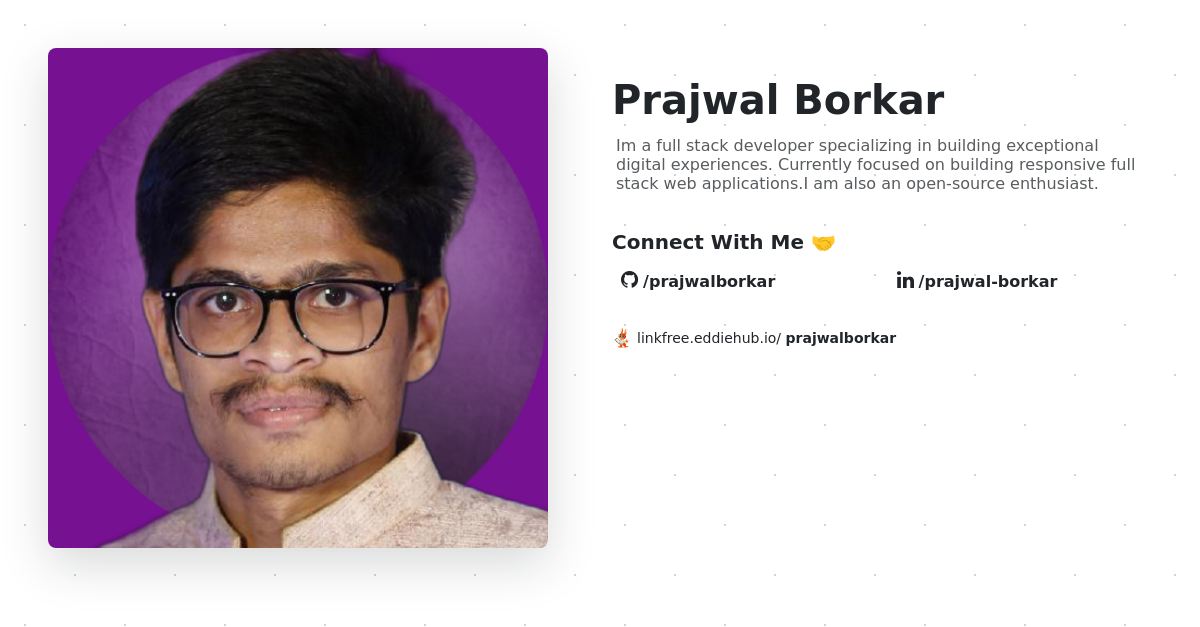 Prajwal Borkar
Im a full stack developer specializing in building exceptional
digital experiences. Currently focused on building responsive full
stack web applications.I am also an open-source enthusiast.
Connect With Me 🤝
/prajwalborkar
in /prajwal-borkar
linkfree.eddiehub.io/ prajwalborkar